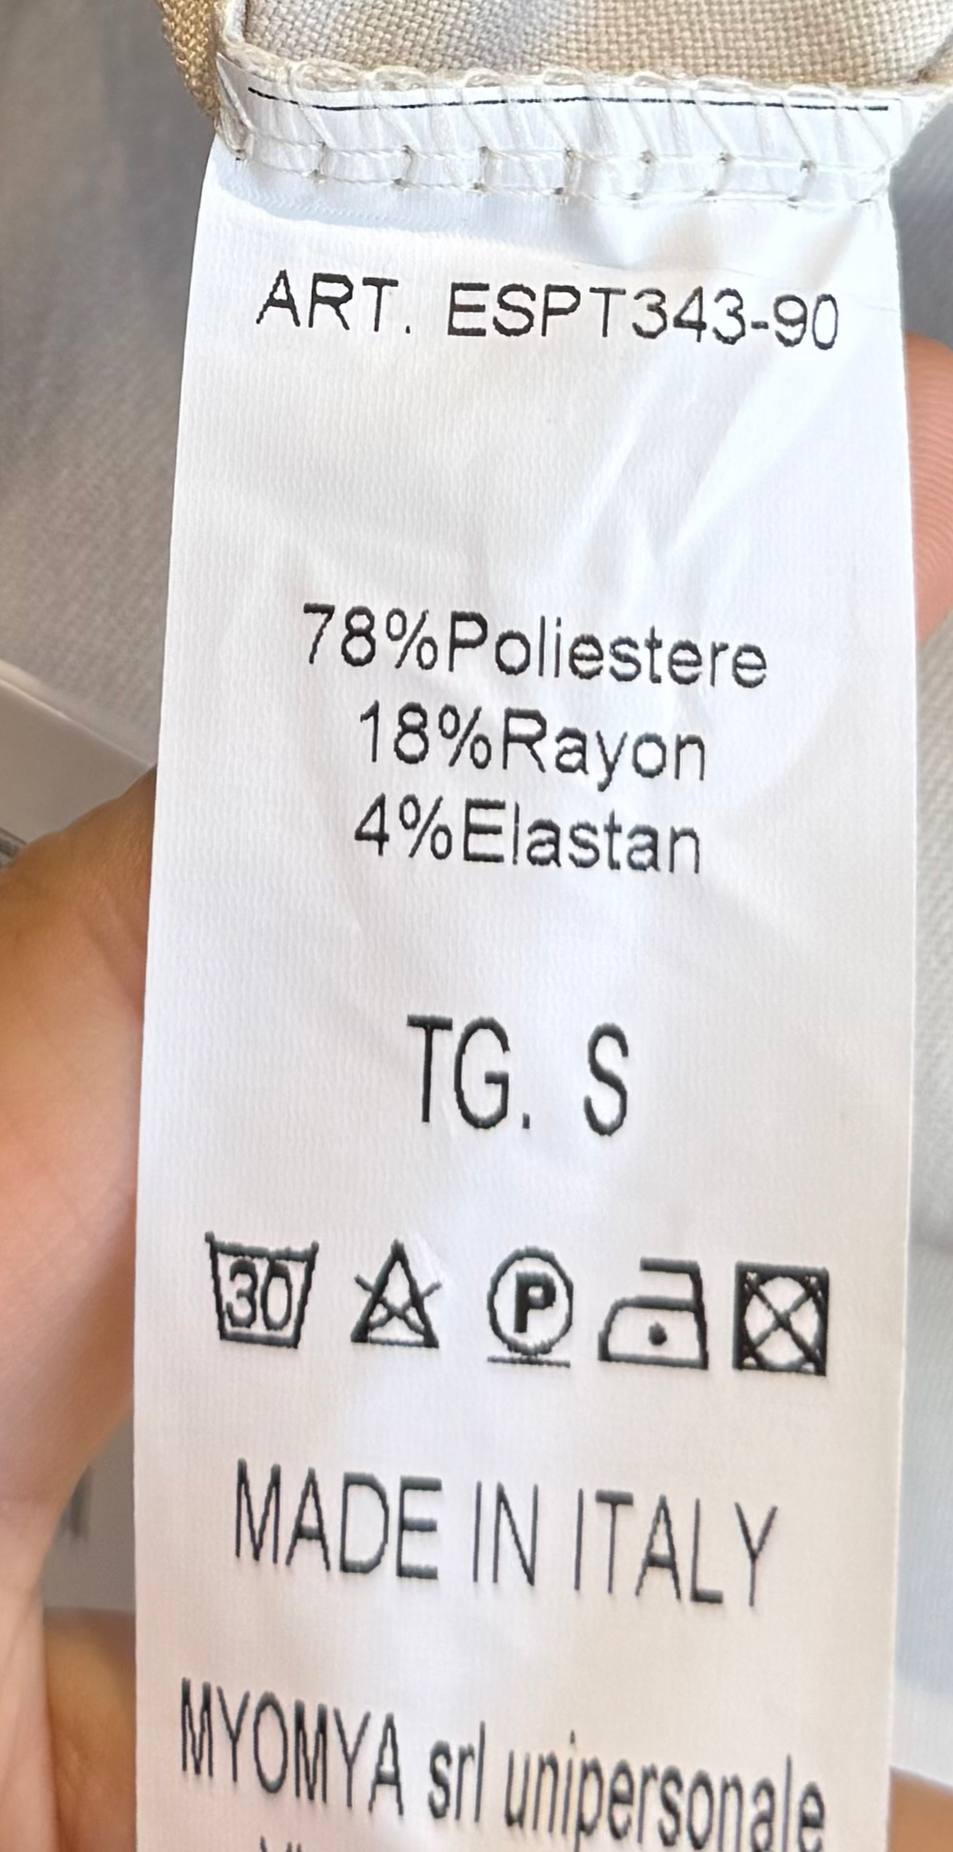 ART. ESPT343-90
78%Poliestere
18%Rayon
4%Elastan
TG. S
30 P
MADE IN ITALY
MYOMYA srl unipersonale